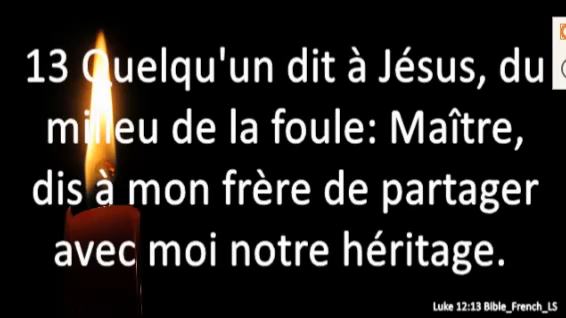 13 Quelqu'un dit à Jésus, du
milieu de la foule: Maître,
dis à mon frère de partager
avec moi notre héritage.
Luke 12:13 Bible_French_LS